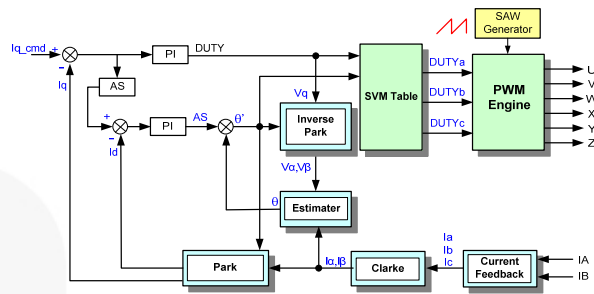 SAW
Generator
Iq_cmd
+
-
Iq
PI
DUTY
AS
+
-
Id
PI
AS
θ'
Vq
Inverse
Park
SVM Table
DUTYa
DUTYb
DUTYc
PWM
Engine
U
V
W
X
Y
Z
Vα,Vβ
θ
Estimater
Park
Iα,Iβ
Clarke
Ia
Ib
Ic
Current
Feedback
IA
IB